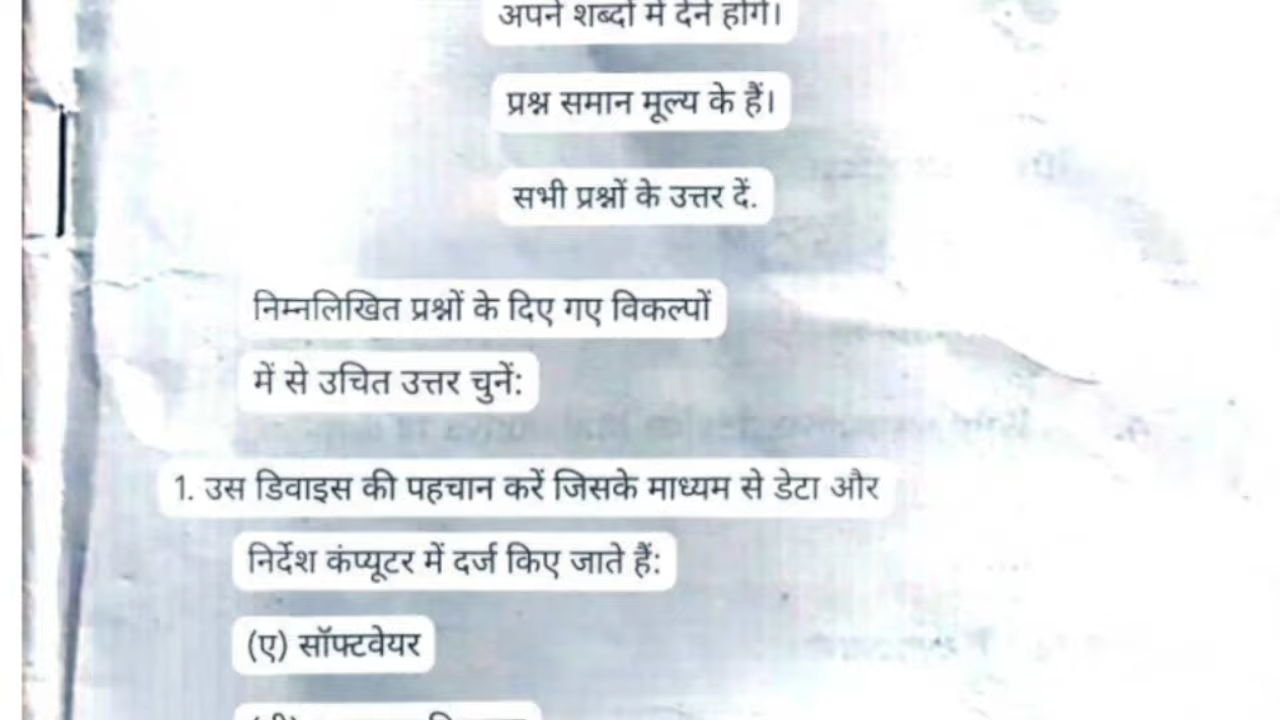 अपने शब्दों में देने होंगे।
प्रश्न समान मूल्य के हैं।
सभी प्रश्नों के उत्तर दें.
निम्नलिखित प्रश्नों के दिए गए विकल्पों
में से उचित उत्तर चुनें:
1. उस डिवाइस की पहचान करें जिसके माध्यम से डेटा और
निर्देश कंप्यूटर में दर्ज किए जाते हैं:
(ए) सॉफ्टवेयर